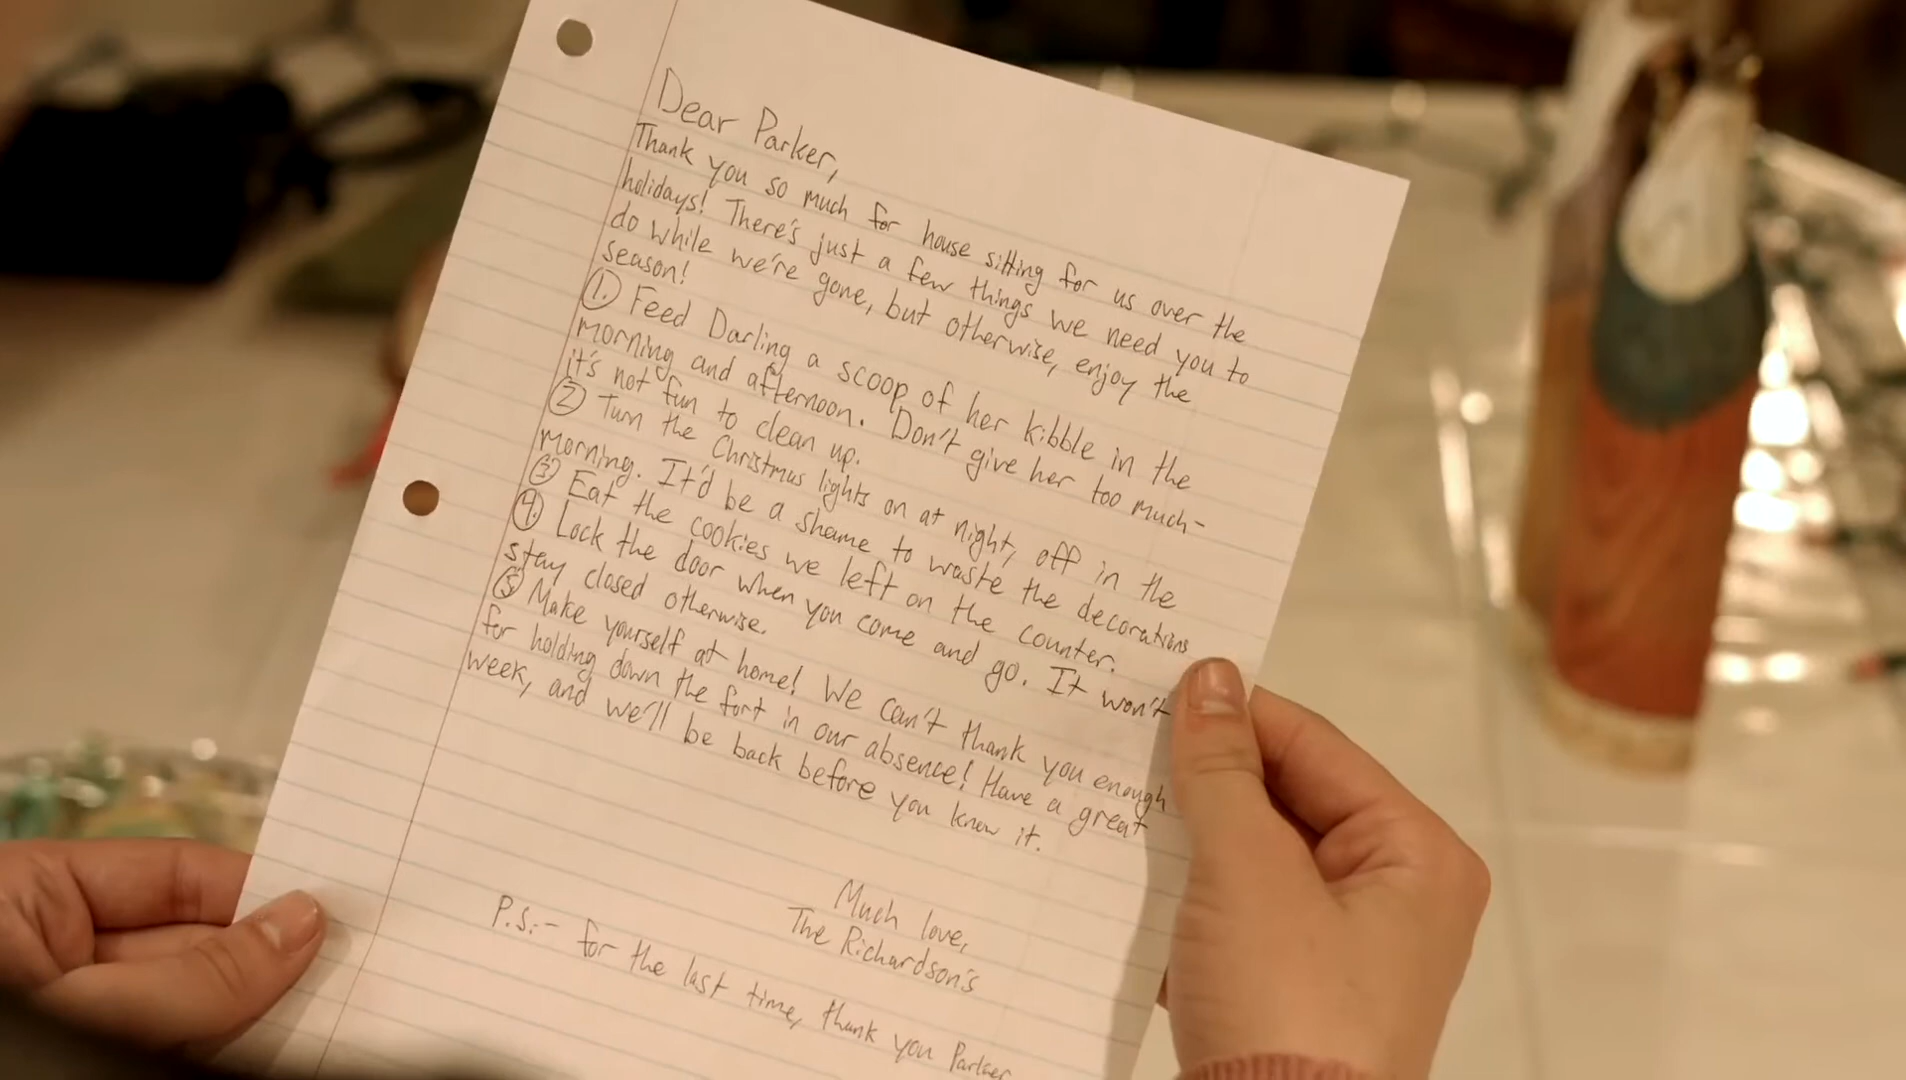 Dear Parker,
Thank you so much for house sitting for us over the
holidays! There's just a few things we need you to
do while we're gone, but otherwise, enjoy the
season!
1. Feed Darling a scoop of her kibble in the
morning and afternoon. Don't give her too much-
it's not fun to clean up.
2 Turn the Christmas lights on at night, off in the
morning. It'd be a shame to waste the decorations
3 Eat the cookies we left on the counter.
4. Lock the door when you come and go. It won't
stay closed otherwise.
5 Make yourself at home! We can't thank you enough
for holding down the fort in our absence! Have a great
week, and we'll be back before you know it.
Much love,
The Richardson's
P.S.- for the last time, thank you Parker